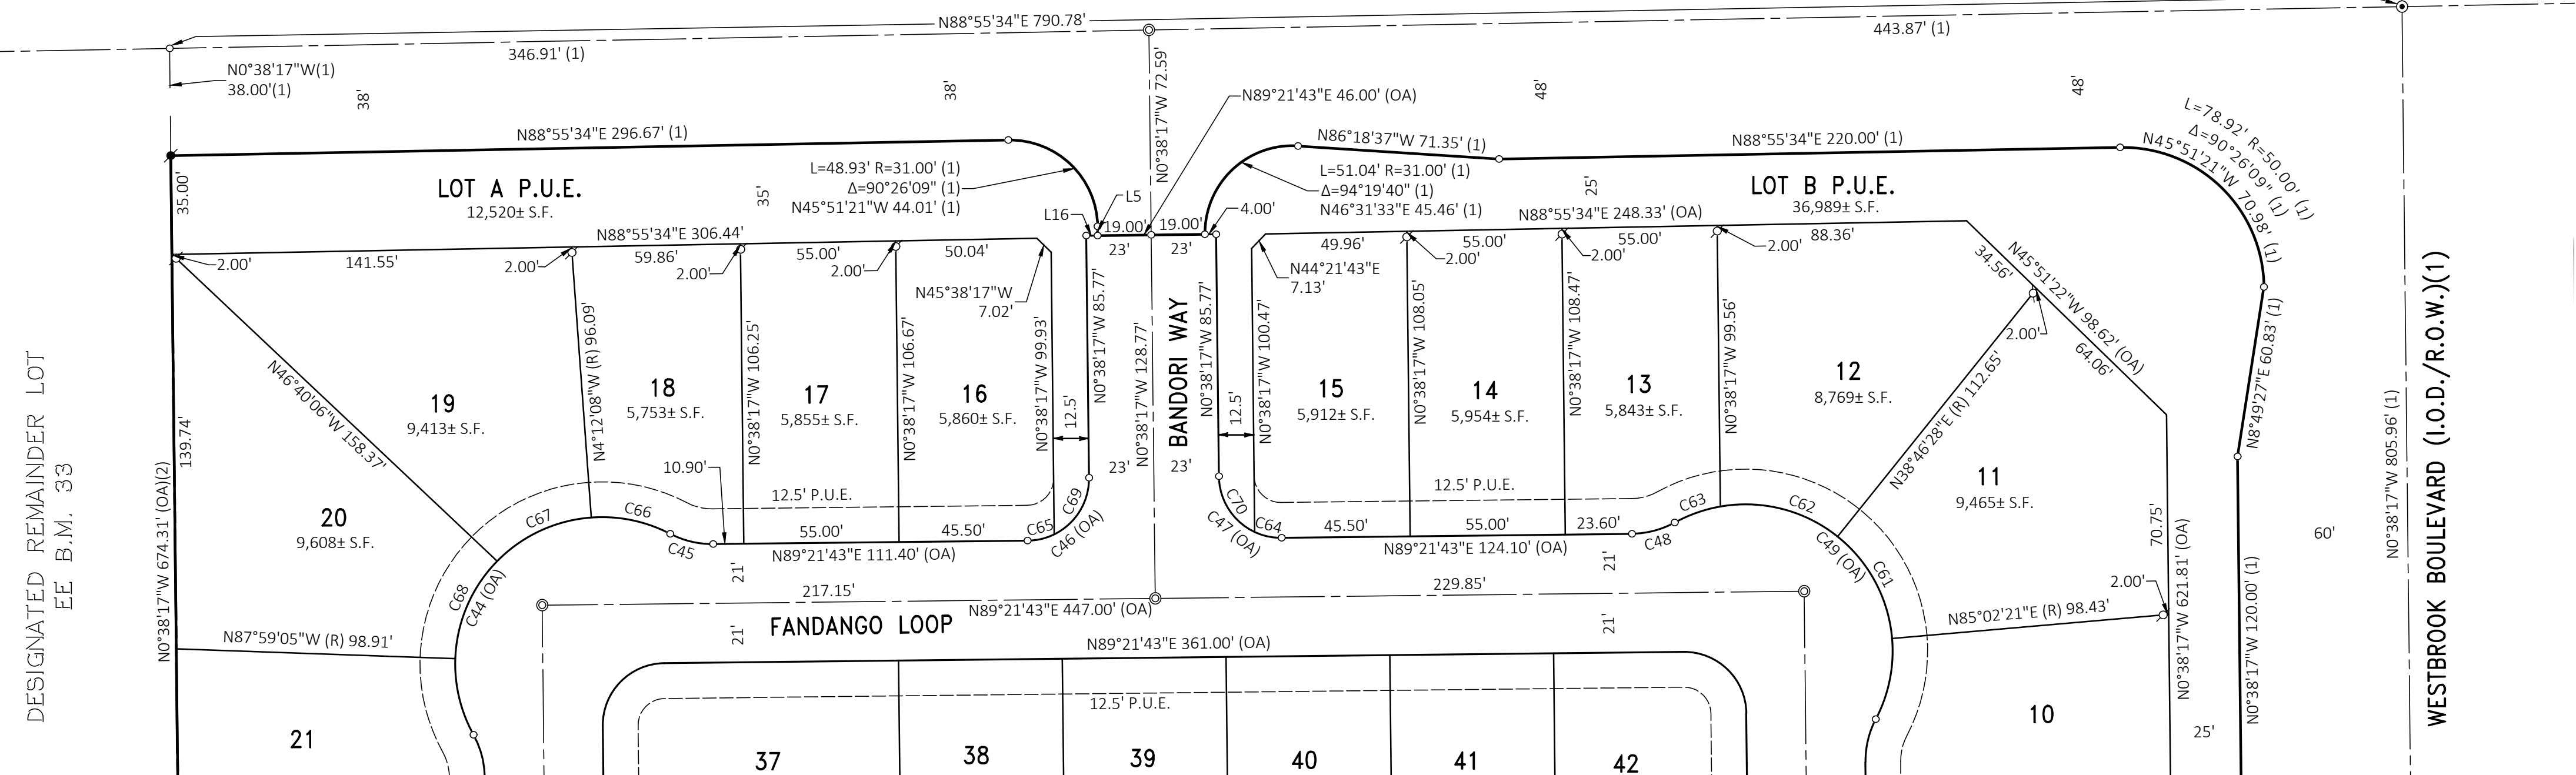 N88°55'34"E 790.78'
346.91' (1)
443.87' (1)
N0°38'17"W(1)
38.00'(1)
38'
38'
N0°38'17"W 72.59'
N89°21'43"E 46.00' (OA)
48'
48'
N88°55'34"E 296.67' (1)
N86°18'37"W 71.35' (1)
N88°55'34"E 220.00' (1)
L=78.92' R=50.00' (1)
Δ=90°26'09" (1)
N45°51'21"W 70.98' (1)
L=48.93' R=31.00' (1)
Δ=90°26'09" (1)
N45°51'21"W 44.01' (1)
L=51.04' R=31.00' (1)
Δ=94°19'40" (1)
N46°31'33"E 45.46' (1)
35.00'
LOT A P.U.E.
12,520± S.F.
35'
L16
L5
19.00'
19.00'
4.00'
25'
LOT B P.U.E.
36,989± S.F.
N88°55'34"E 248.33' (OA)
N88°55'34"E 306.44'
2.00'
141.55'
2.00'
59.86'
2.00'
55.00'
2.00'
50.04'
23'
23'
49.96'
2.00'
55.00'
2.00'
55.00'
2.00'
88.36'
34.56'
N45°51'22"W 98.62' (OA)
64.06'
2.00'
N45°38'17"W
7.02'
N44°21'43"E
7.13'
N8°49'27"E 60.83' (1)
DESIGNATED REMAINDER LOT
EE B.M. 33
N0°38'17"W 674.31' (OA)(2)
139.74'
N46°40'06"W 158.37'
19
9,413± S.F.
N4°12'08"W (R) 96.09'
18
5,753± S.F.
N0°38'17"W 106.25'
17
5,855± S.F.
N0°38'17"W 106.67'
16
5,860± S.F.
N0°38'17"W 99.93'
12.5'
N0°38'17"W 85.77'
N0°38'17"W 128.77'
BANDORI WAY
N0°38'17"W 85.77'
12.5'
N0°38'17"W 100.47'
15
5,912± S.F.
N0°38'17"W 108.05'
14
5,954± S.F.
N0°38'17"W 108.47'
13
5,843± S.F.
N0°38'17"W 99.56'
12
8,769± S.F.
N38°46'28"E (R) 112.65'
11
9,465± S.F.
20
9,608± S.F.
10.90'
12.5' P.U.E.
23'
23'
12.5' P.U.E.
C67
C66
C45
55.00'
45.50'
C65
C69
C46 (OA)
N89°21'43"E 111.40' (OA)
C70
C47 (OA)
C64
45.50'
55.00'
23.60'
N89°21'43"E 124.10' (OA)
C48
C63
C62
C49 (OA)
C61
C68
C44 (OA)
21'
217.15'
N89°21'43"E 447.00' (OA)
229.85'
21'
FANDANGO LOOP
21'
21'
N89°21'43"E 361.00' (OA)
12.5' P.U.E.
N87°59'05"W (R) 98.91'
N85°02'21"E (R) 98.43'
2.00'
70.75'
N0°38'17"W 621.81' (OA)
N0°38'17"W 120.00' (1)
60'
25'
N0°38'17"W 805.96' (1)
WESTBROOK BOULEVARD (I.O.D./R.O.W.)(1)
21
37
38
39
40
41
42
10